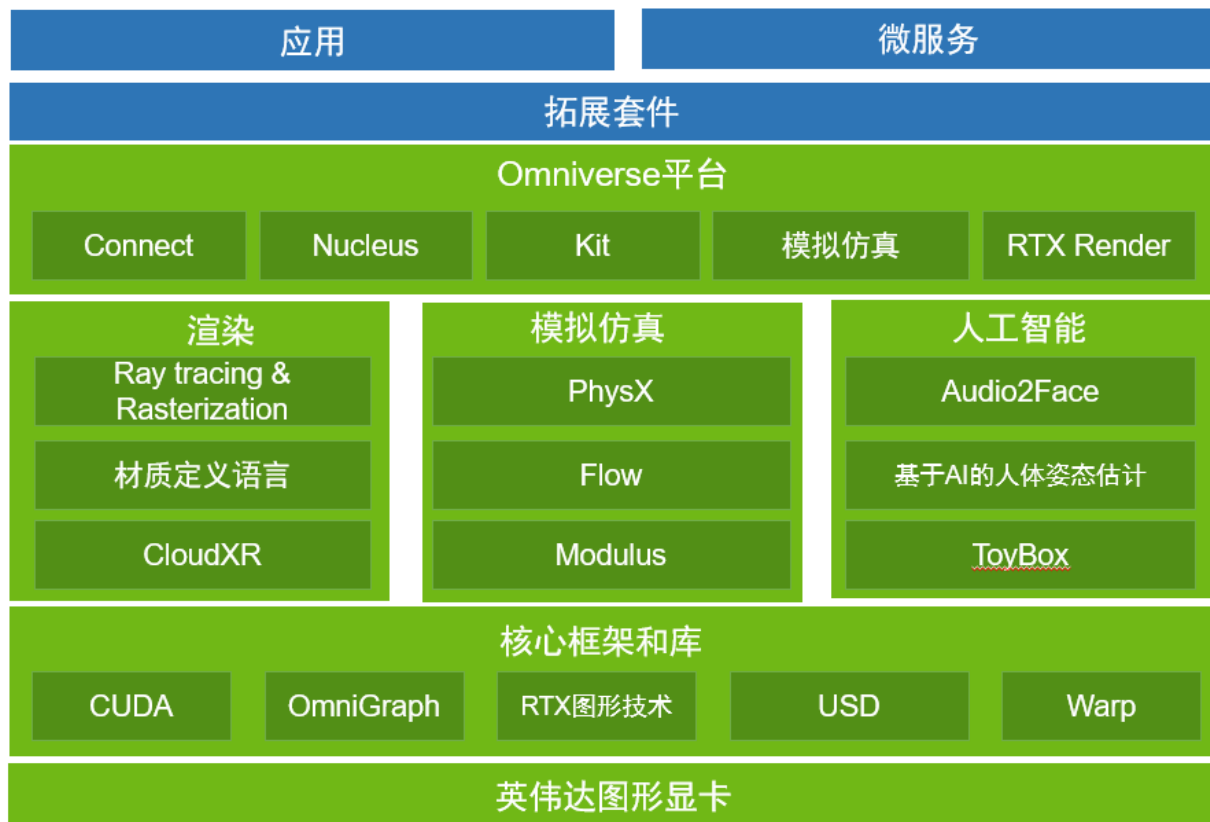 应用
微服务
拓展套件
Omniverse平台
Connect
Nucleus
Kit
模拟仿真
RTX Render
渲染
Ray tracing &
Rasterization
材质定义语言
CloudXR
模拟仿真
PhysX
Flow
Modulus
人工智能
Audio2Face
基于AI的人体姿态估计
ToyBox
核心框架和库
CUDA
OmniGraph
RTX图形技术
USD
Warp
英伟达图形显卡